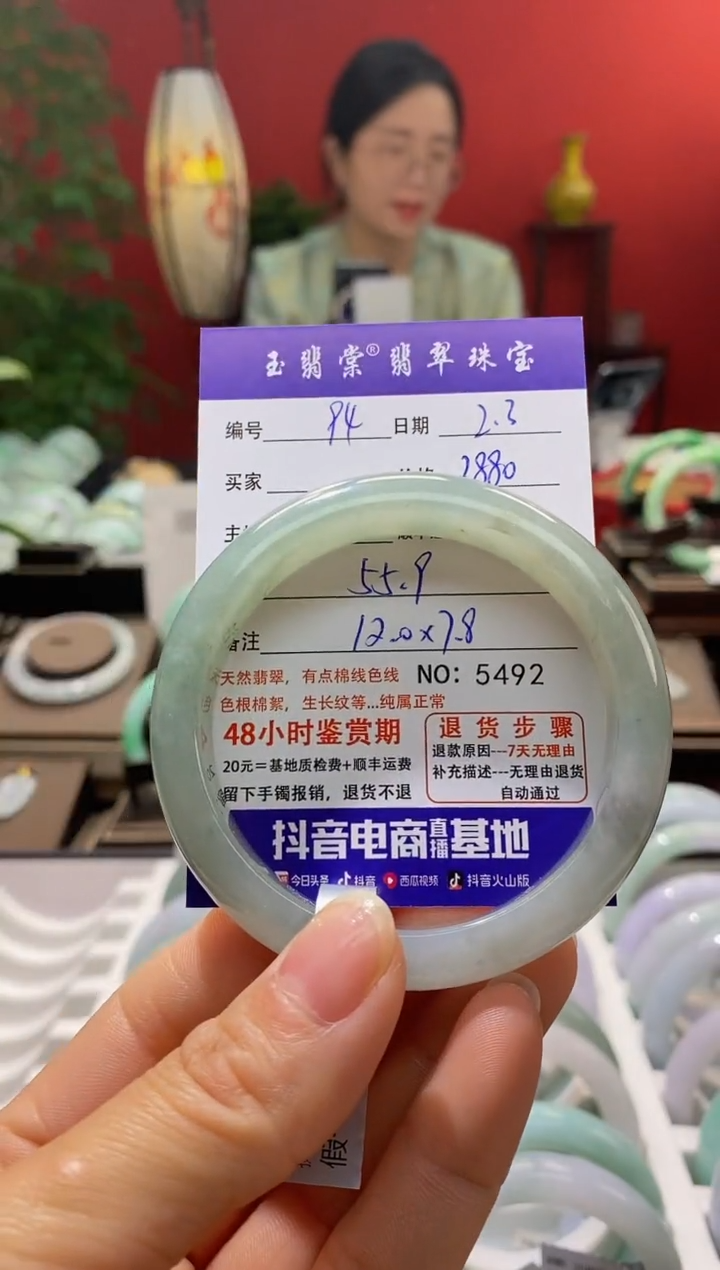 玉翡棠®翡翠珠宝
编号 94 日期 2.3
买家 2880
55.9
备注 12.0×7.8
天然翡翠,有点棉线色线 NO: 5492
色根棉絮,生长纹等...纯属正常
48小时鉴赏期
20元=基地质检费+顺丰运费
留下手镯报销,退货不退
退货步骤
退款原因---7天无理由
补充描述---无理由退货
自动通过
抖音电商直播基地
今日头条 抖音 西瓜视频 抖音火山版
假